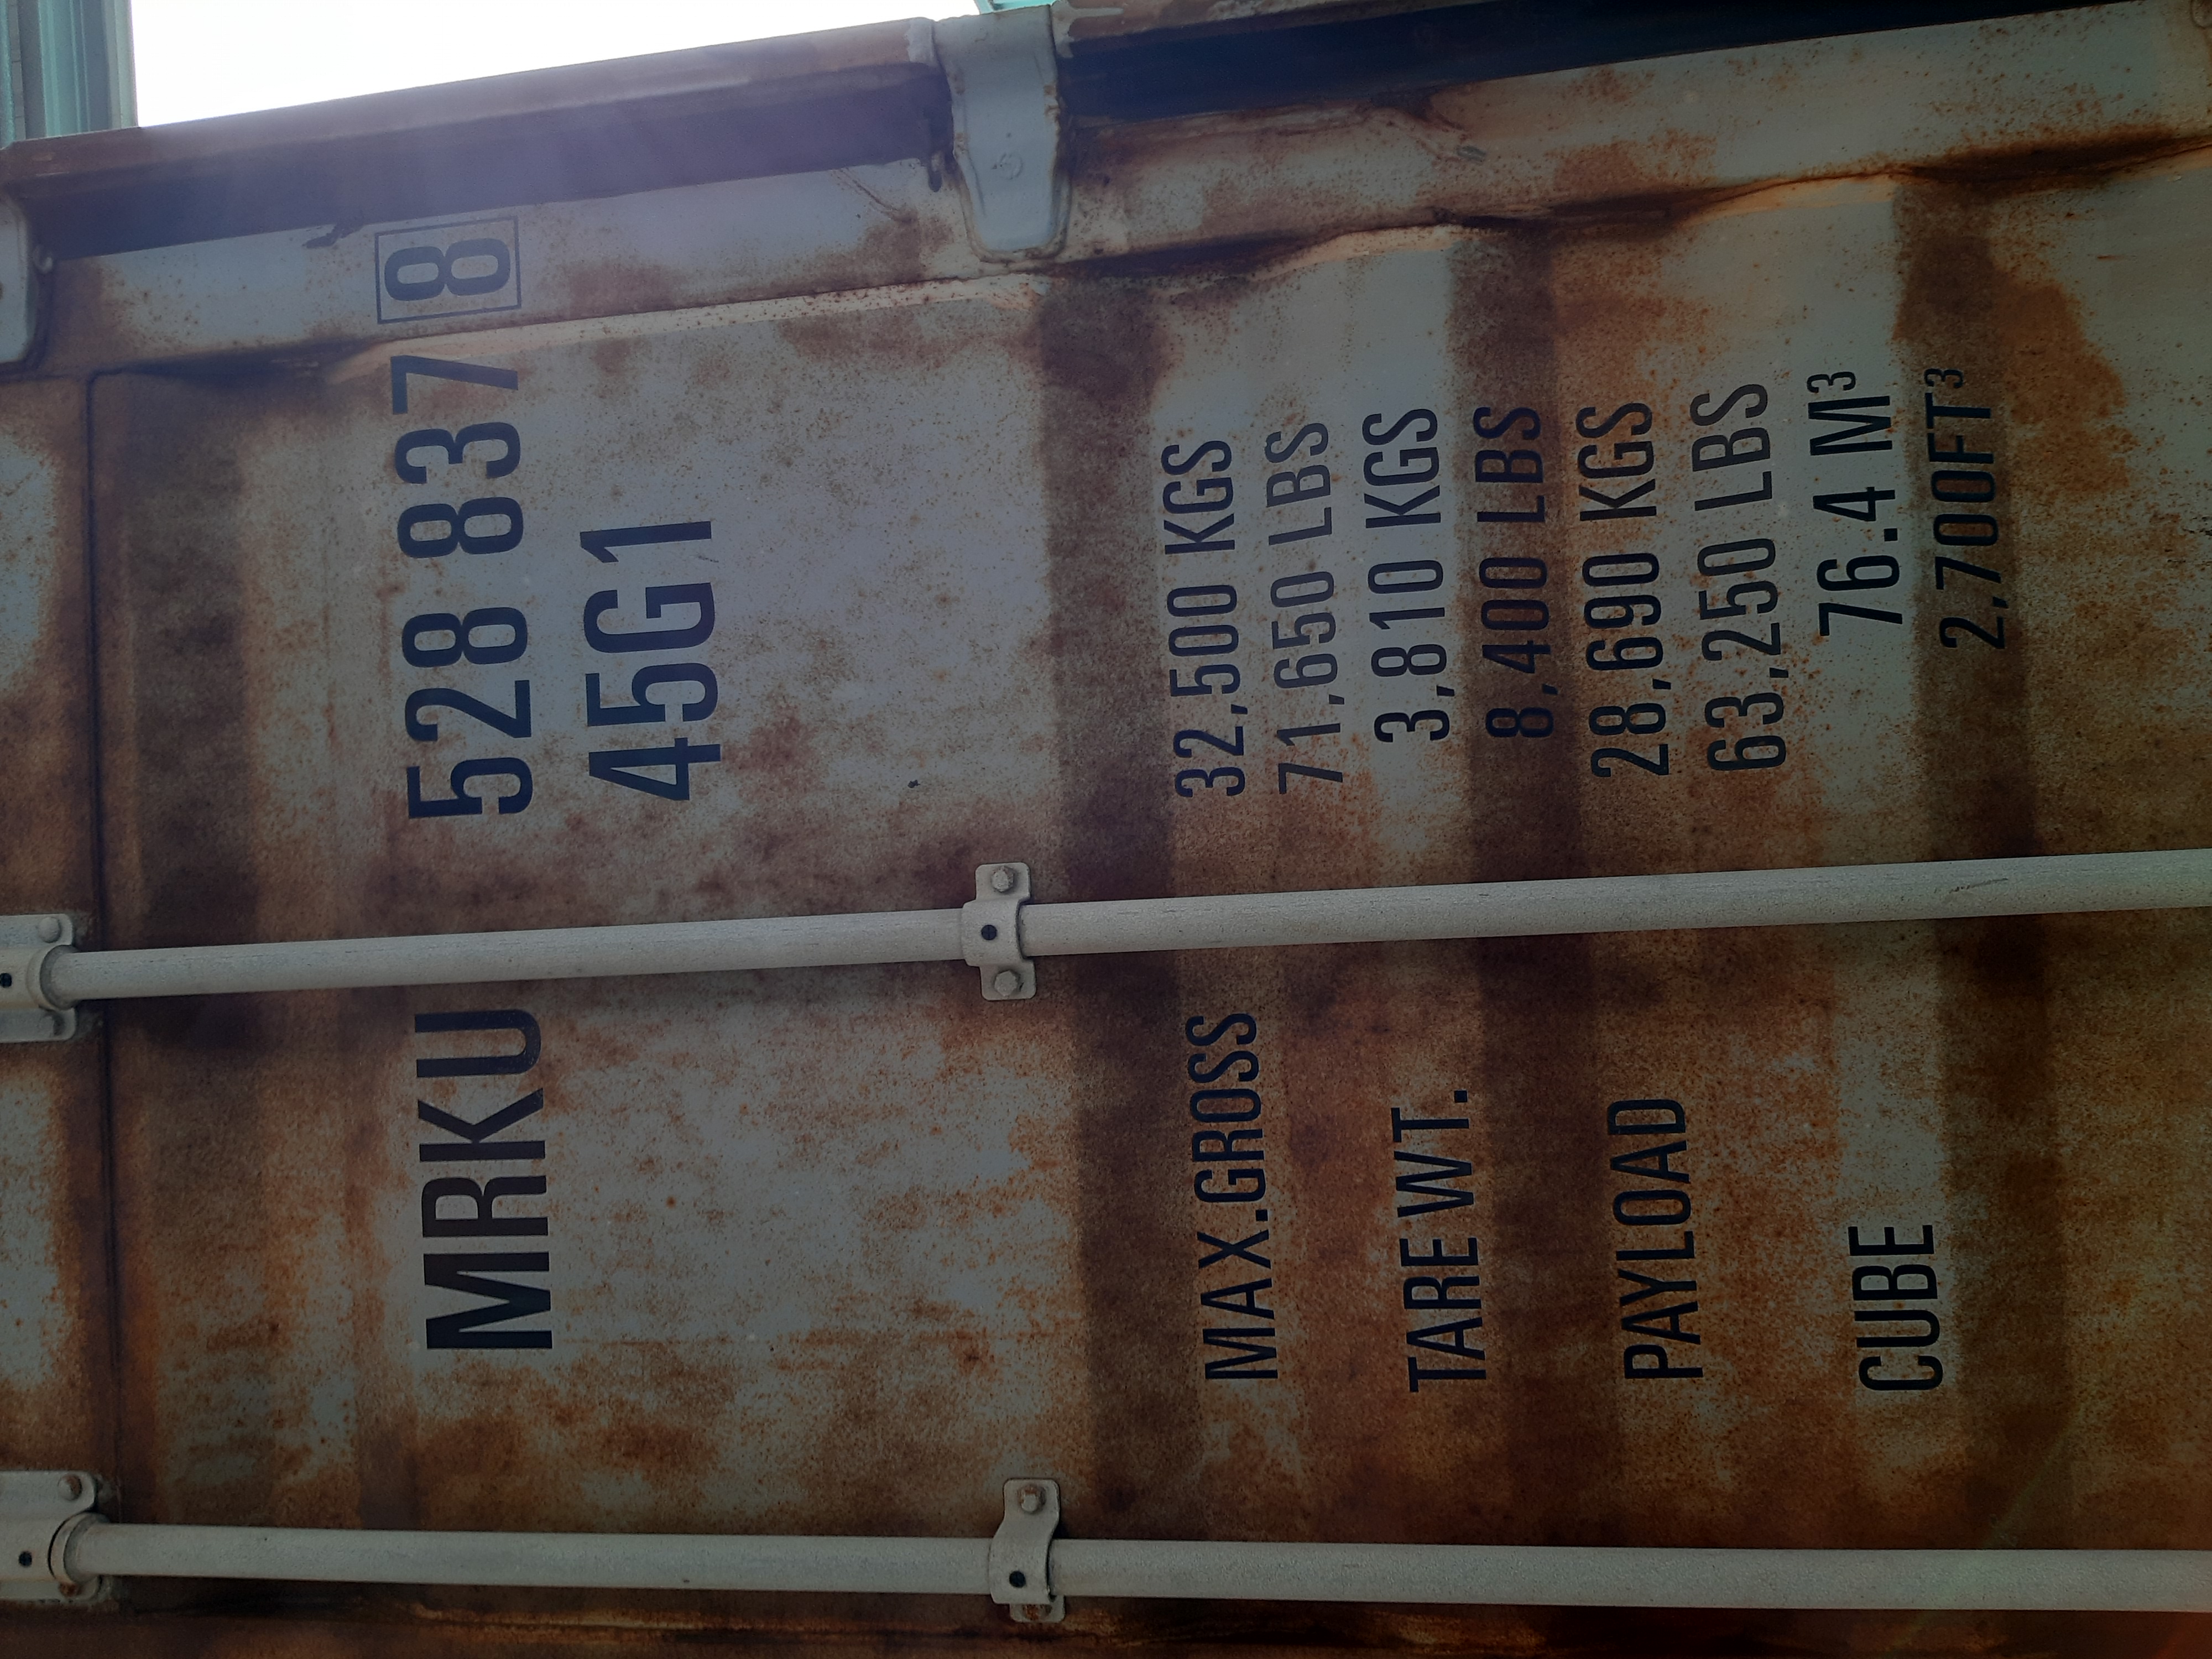 MRKU 528 837 8
45G1
MAX.GROSS 32,500 KGS
71,650 LBS
TARE WT. 3,810 KGS
8,400 LBS
PAYLOAD 28,690 KGS
63,250 LBS
CUBE 76.4 M³
2,700FT³